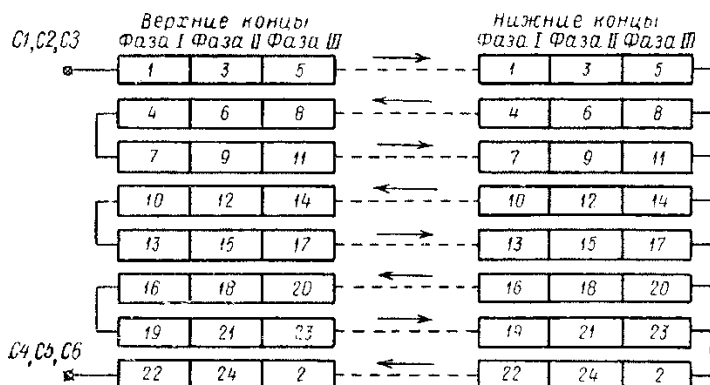 Верхние концы Нижние концы
С1,С2,С3 Фаза I Фаза II Фаза III Фаза I Фаза II Фаза III
1 3 5 1 3 5
4 6 8 4 6 8
7 9 11 7 9 11
10 12 14 10 12 14
13 15 17 13 15 17
16 18 20 16 18 20
19 21 23 19 21 23
С4,С5,С6
22 24 2 22 24 2